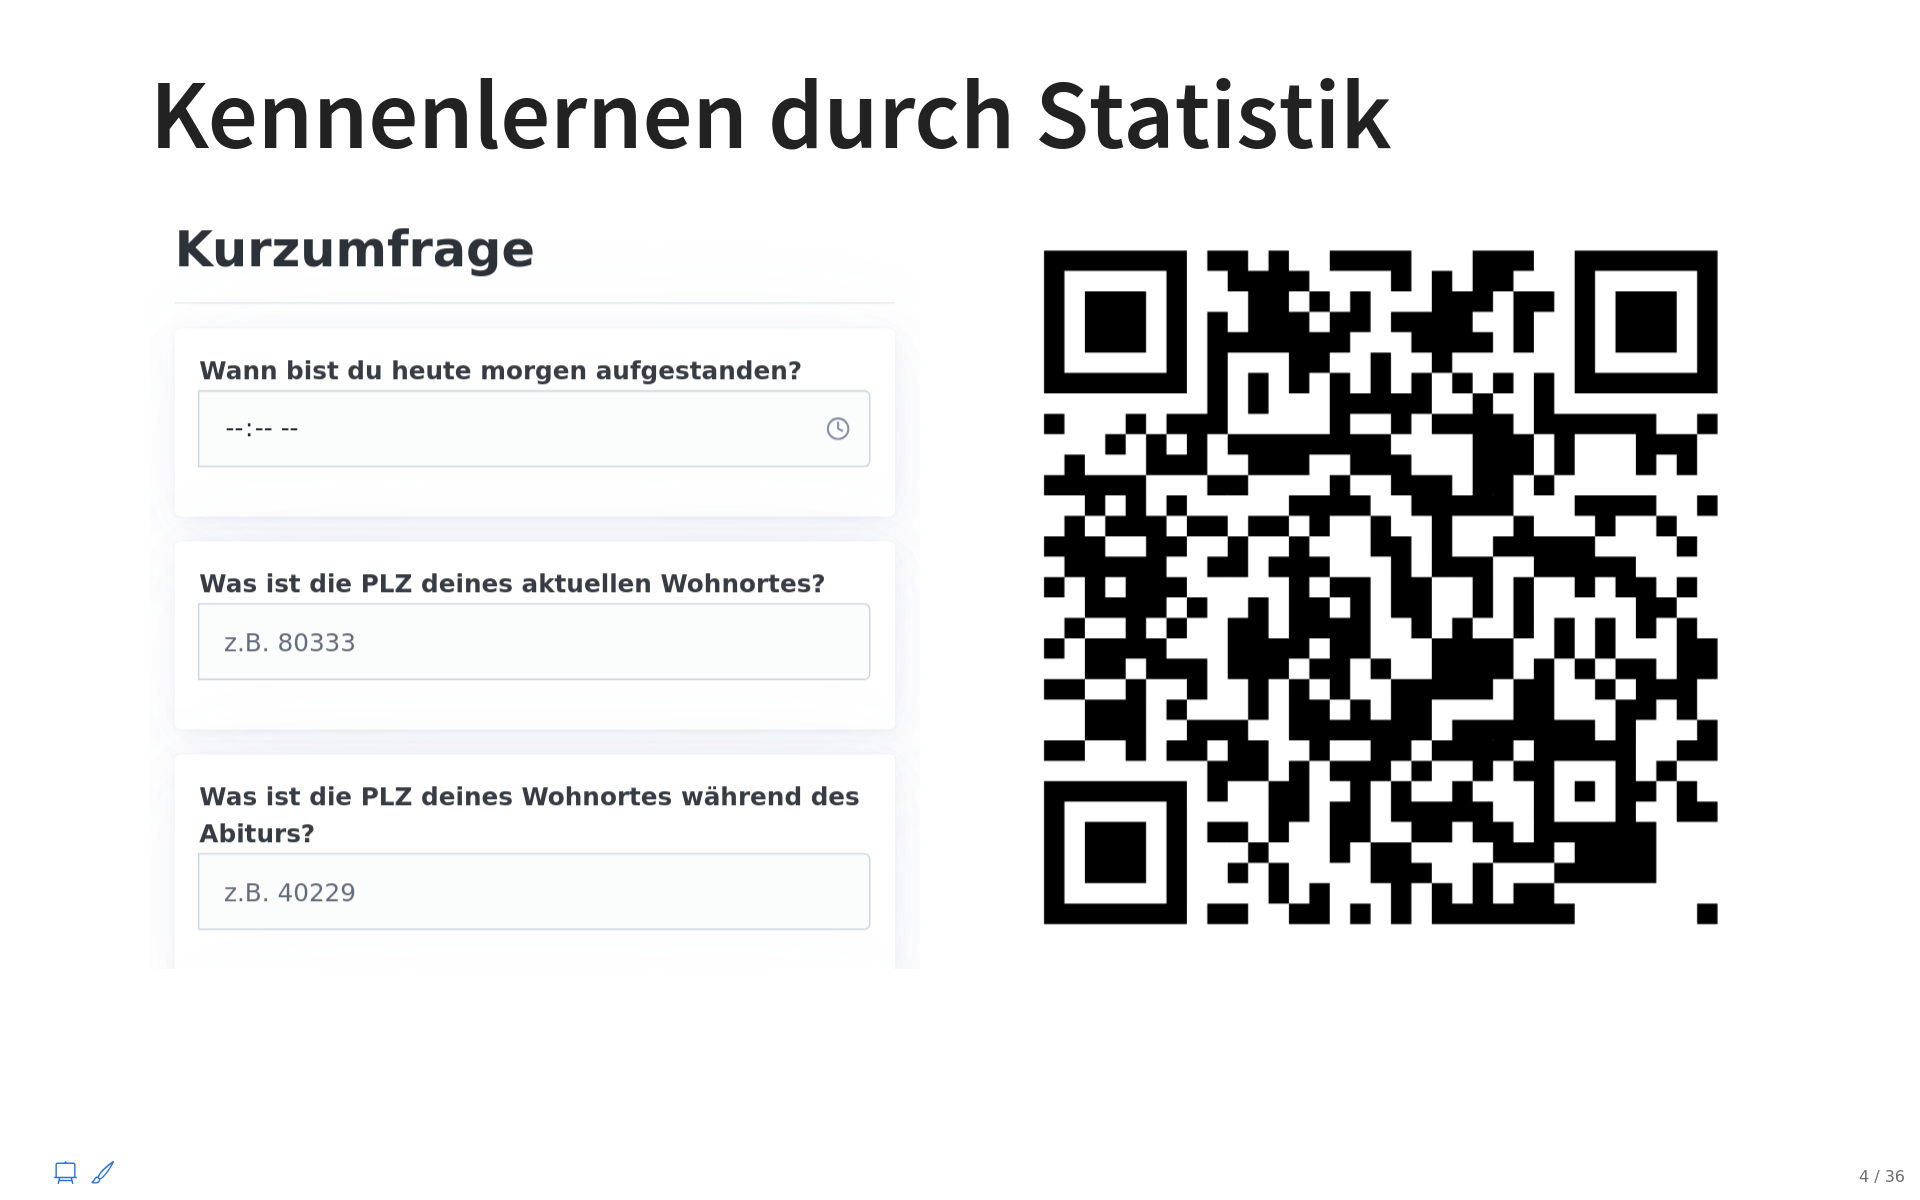 Kennenlernen durch Statistik
Kurzumfrage
Wann bist du heute morgen aufgestanden?
--:-- --
Was ist die PLZ deines aktuellen Wohnortes?
z.B. 80333
Was ist die PLZ deines Wohnortes während des
Abiturs?
z.B. 40229
4 / 36